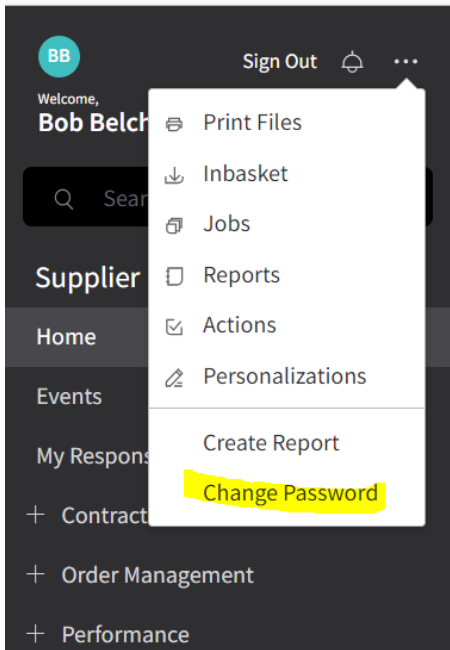 BB
Sign Out
Welcome,
Bob Belch
Print Files
Inbasket
Sear
Jobs
Supplier
Reports
Home
Actions
Personalizations
Events
Create Report
My Respons
Change Password
Contract
Order Management
Performance